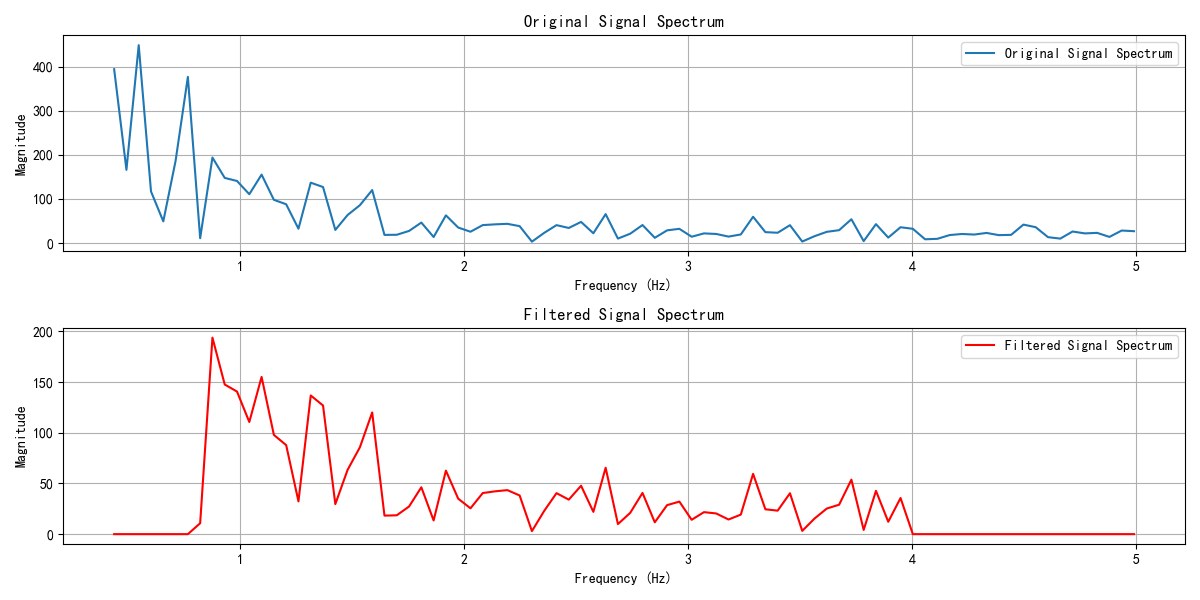 Original Signal Spectrum
Original Signal Spectrum
400
300
200
100
0
Magnitude
1 2 3 4 5
Frequency (Hz)
Filtered Signal Spectrum
Filtered Signal Spectrum
200
150
100
50
0
Magnitude
1 2 3 4 5
Frequency (Hz)